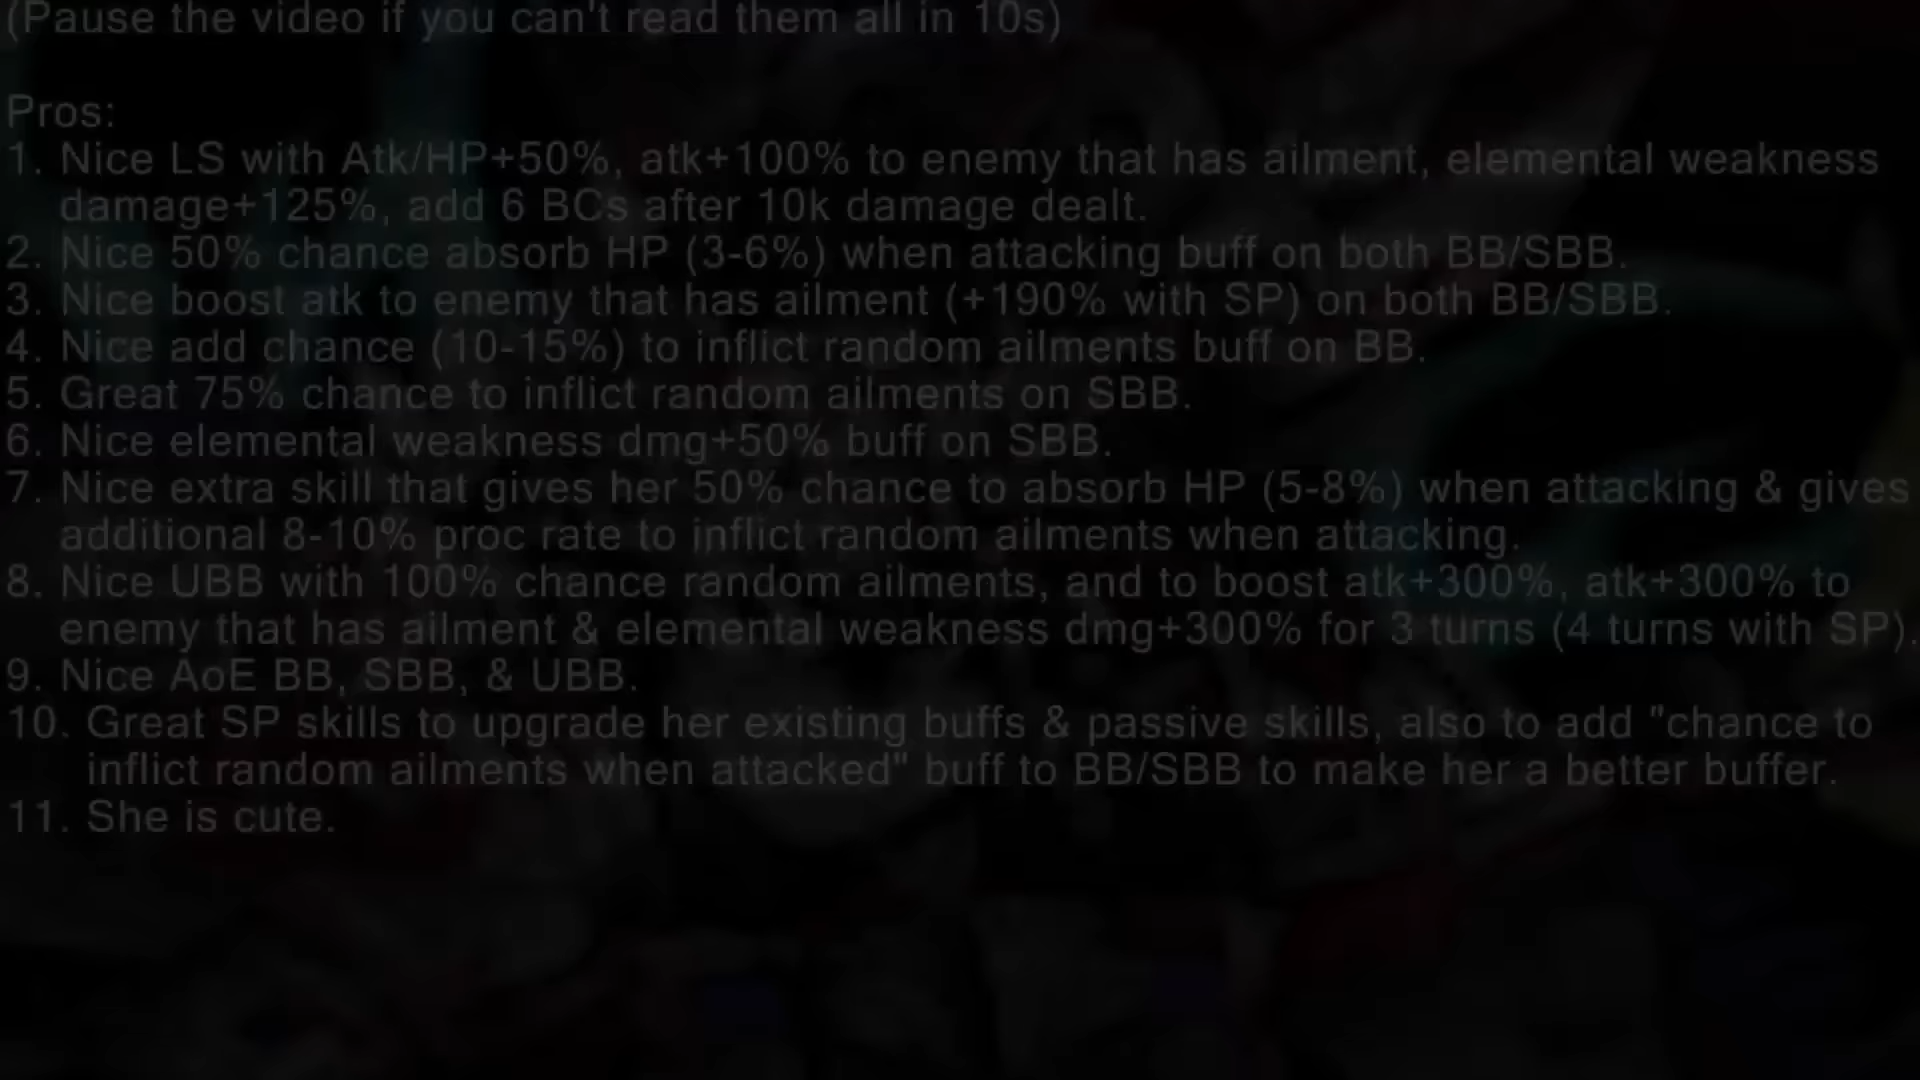 (Pause the video if you can't read them all in 10s)
Pros:
1. Nice LS with Atk/HP+50%, atk+100% to enemy that has ailment, elemental weakness
damage+125%, add 6 BCs after 10k damage dealt.
2. Nice 50% chance absorb HP (3-6%) when attacking buff on both BB/SBB.
3. Nice boost atk to enemy that has ailment (+190% with SP) on both BB/SBB.
4. Nice add chance (10-15%) to inflict random ailments buff on BB.
5. Great 75% chance to inflict random ailments on SBB.
6. Nice elemental weakness dmg+50% buff on SBB.
7. Nice extra skill that gives her 50% chance to absorb HP (5-8%) when attacking & gives
additional 8-10% proc rate to inflict random ailments when attacking.
8. Nice UBB with 100% chance random ailments, and to boost atk+300%, atk+300% to
enemy that has ailment & elemental weakness dmg+300% for 3 turns (4 turns with SP).
9. Nice AoE BB, SBB, & UBB.
10. Great SP skills to upgrade her existing buffs & passive skills, also to add "chance to
inflict random ailments when attacked" buff to BB/SBB to make her a better buffer.
11. She is cute.